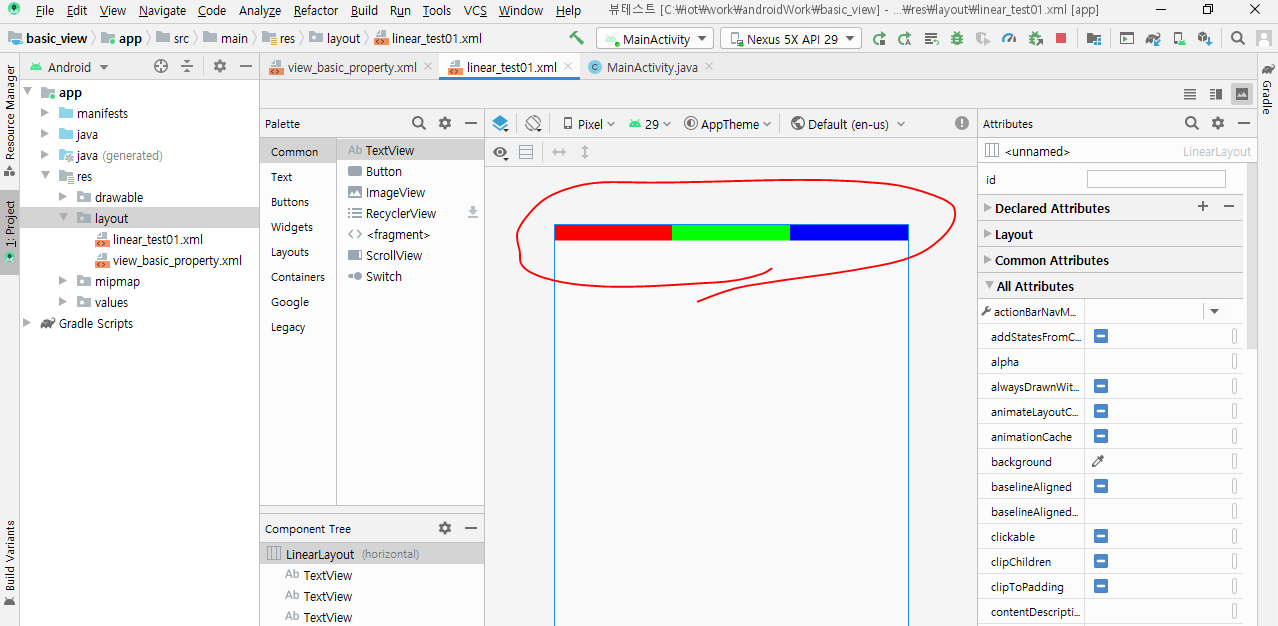 File Edit View Navigate Code Analyze Refactor Build Run Tools VCS Window Help 뷰테스트 [C:₩iot₩work₩androidWork₩basic_view] - ...₩res₩layout₩linear_test01.xml [app]
basic_view app src main res layout linear_test01.xml MainActivity Nexus 5X API 29
Android view_basic_property.xml linear_test01.xml MainActivity.java
Resource Manager
1: Project
Build Variants
app
manifests
java
java (generated)
res
drawable
layout
linear_test01.xml
view_basic_property.xml
mipmap
values
Gradle Scripts
Palette
Common
Text
Buttons
Widgets
Layouts
Containers
Google
Legacy
Ab TextView
Button
ImageView
RecyclerView
<fragment>
ScrollView
Switch
Component Tree
LinearLayout (horizontal)
Ab TextView
Ab TextView
Ab TextView
Pixel 29 AppTheme Default (en-us)
Attributes
<unnamed> LinearLayout
id
Declared Attributes
Layout
Common Attributes
All Attributes
actionBarNavM...
addStatesFromC...
alpha
alwaysDrawnWit...
animateLayoutC...
animationCache
background
baselineAligned
baselineAligned...
clickable
clipChildren
clipToPadding
contentDescripti...
Gradle